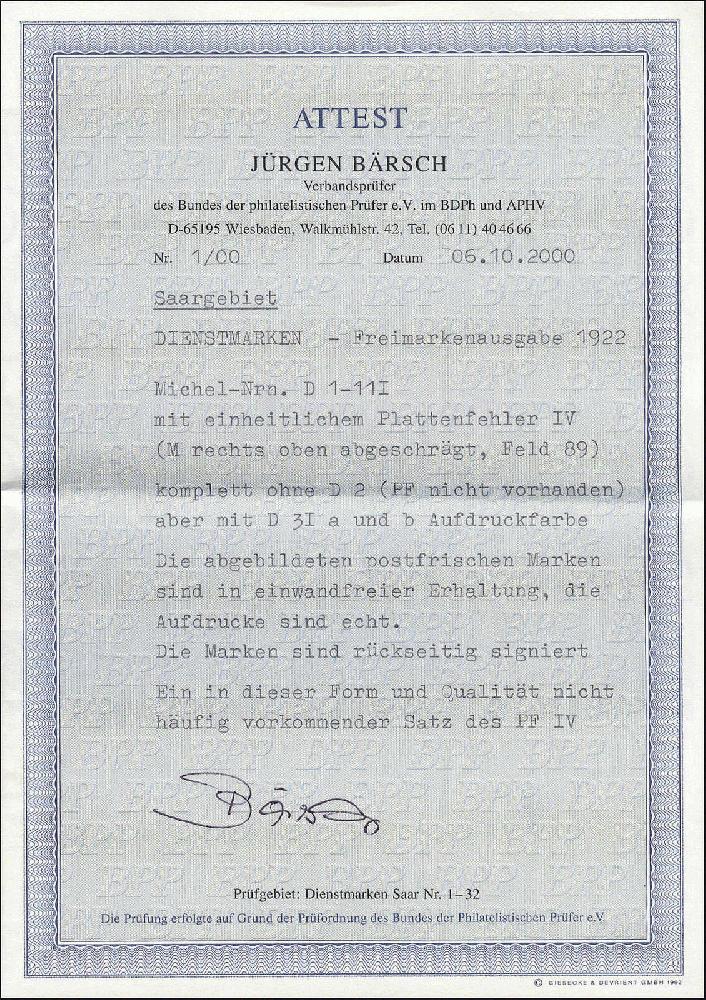 ATTEST
JÜRGEN BÄRSCH
Verbandsprüfer
des Bundes der philatelistischen Prüfer e.V. im BDPh und APHV
D-65195 Wiesbaden, Walkmühlstr. 42, Tel. (06 11) 40 46 66
Nr. 1/00 Datum 06.10.2000
Saargebiet
DIENSTMARKEN - Freimarkenausgabe 1922
Michel-Nrn. D 1-11I
mit einheitlichem Plattenfehler IV
(M rechts oben abgeschrägt, Feld 89)
komplett ohne D 2 (PF nicht vorhanden)
aber mit D 3I a und b Aufdruckfarbe
Die abgebildeten postfrischen Marken
sind in einwandfreier Erhaltung, die
Aufdrucke sind echt.
Die Marken sind rückseitig signiert
Ein in dieser Form und Qualität nicht
häufig vorkommender Satz des PF IV
Prüfgebiet: Dienstmarken Saar Nr. 1–32
Die Prüfung erfolgte auf Grund der Prüfordnung des Bundes der Philatelistischen Prüfer e.V.
© GIESECKE & DEVRIENT GMBH 1992